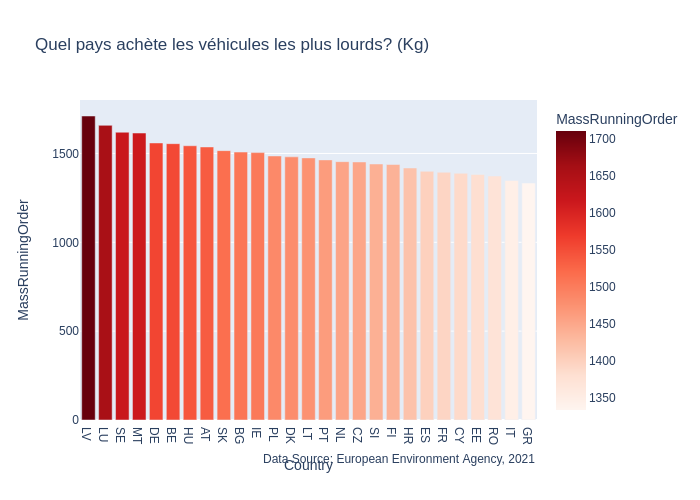 Quel pays achète les véhicules les plus lourds? (Kg)
MassRunningOrder
1700
1650
1600
1550
1500
1450
1400
1350
MassRunningOrder
1500
1000
500
0
LV
LU
SE
MT
DE
BE
HU
AT
SK
BG
IE
PL
DK
LT
PT
NL
CZ
SI
FI
HR
ES
FR
CY
EE
RO
IT
GR
Data Source: European Environment Agency, 2021
Country